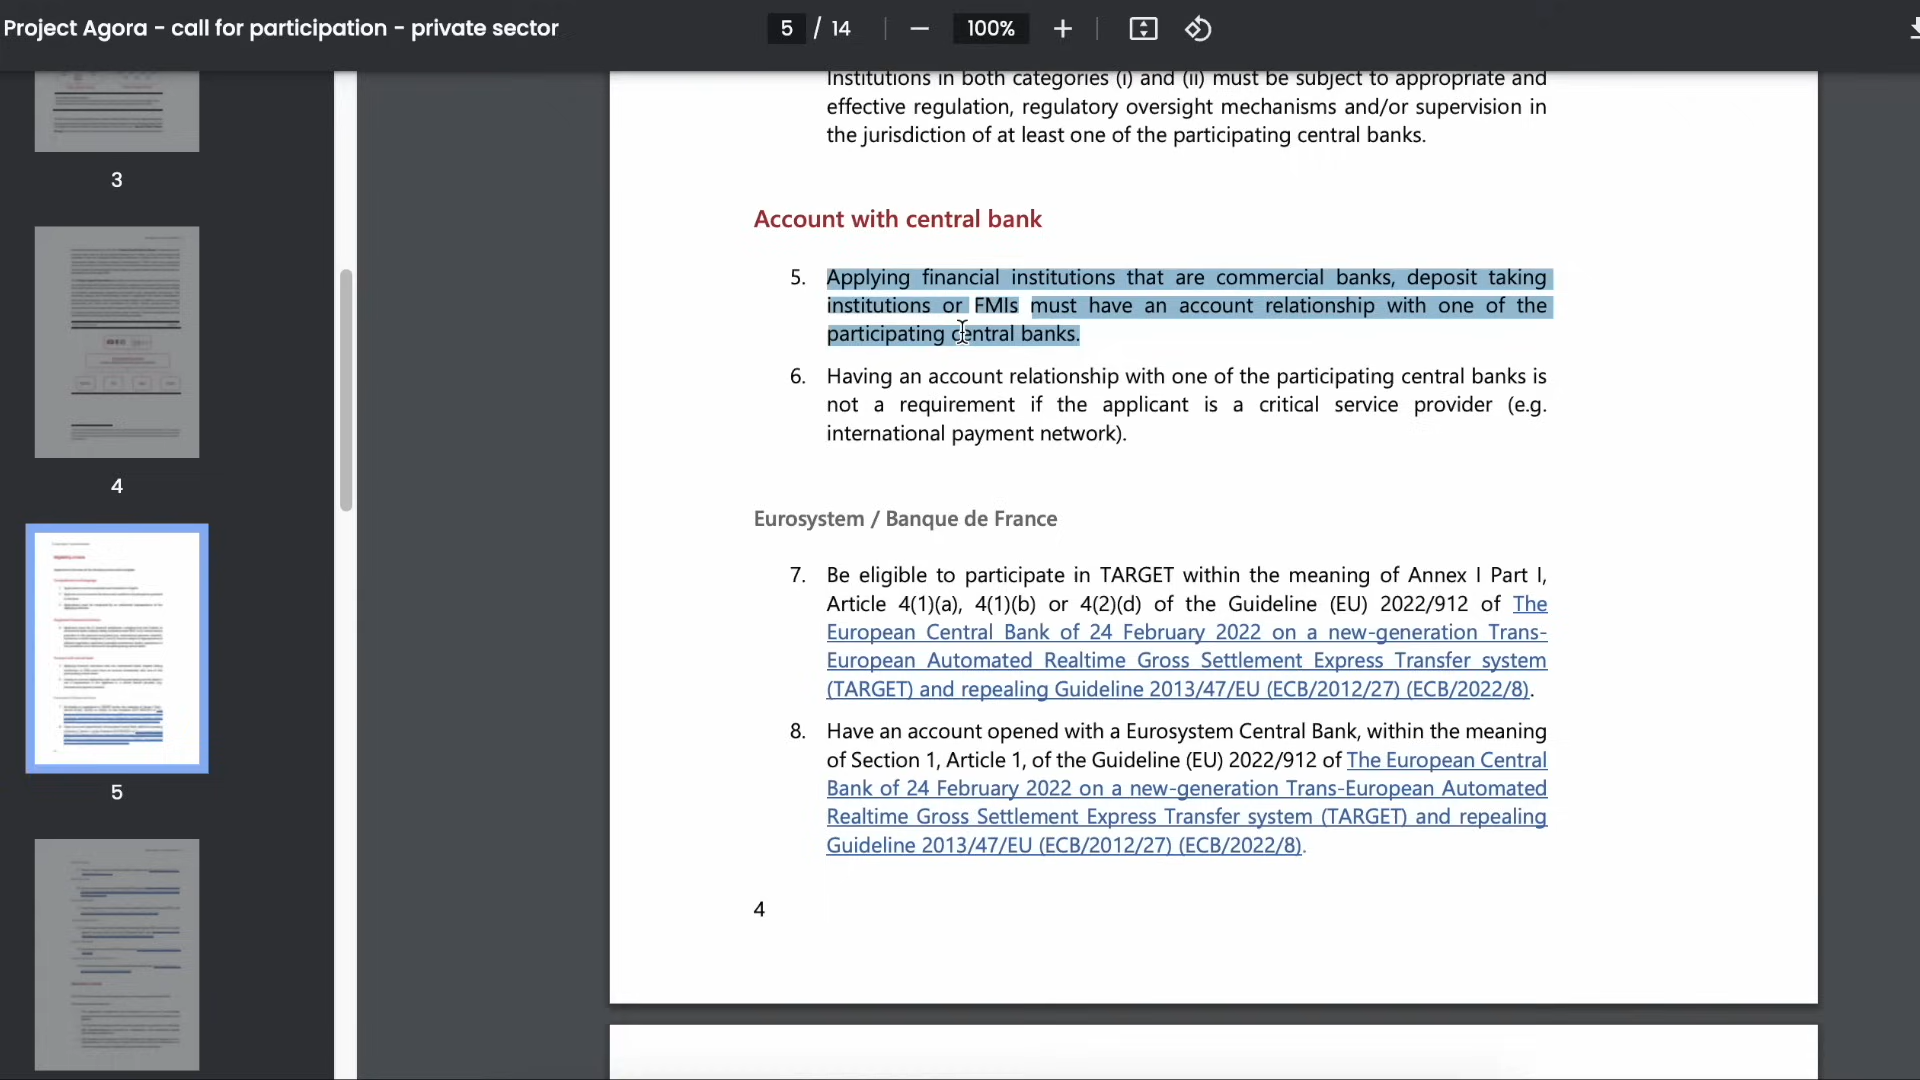 Project Agora - call for participation - private sector
5 / 14
100%
3
4
5
Institutions in both categories (i) and (ii) must be subject to appropriate and
effective regulation, regulatory oversight mechanisms and/or supervision in
the jurisdiction of at least one of the participating central banks.
Account with central bank
5. Applying financial institutions that are commercial banks, deposit taking
institutions or FMIs must have an account relationship with one of the
participating central banks.
6. Having an account relationship with one of the participating central banks is
not a requirement if the applicant is a critical service provider (e.g.
international payment network).
Eurosystem / Banque de France
7. Be eligible to participate in TARGET within the meaning of Annex I Part I,
Article 4(1)(a), 4(1)(b) or 4(2)(d) of the Guideline (EU) 2022/912 of The
European Central Bank of 24 February 2022 on a new-generation Trans-
European Automated Realtime Gross Settlement Express Transfer system
(TARGET) and repealing Guideline 2013/47/EU (ECB/2012/27) (ECB/2022/8).
8. Have an account opened with a Eurosystem Central Bank, within the meaning
of Section 1, Article 1, of the Guideline (EU) 2022/912 of The European Central
Bank of 24 February 2022 on a new-generation Trans-European Automated
Realtime Gross Settlement Express Transfer system (TARGET) and repealing
Guideline 2013/47/EU (ECB/2012/27) (ECB/2022/8).
4